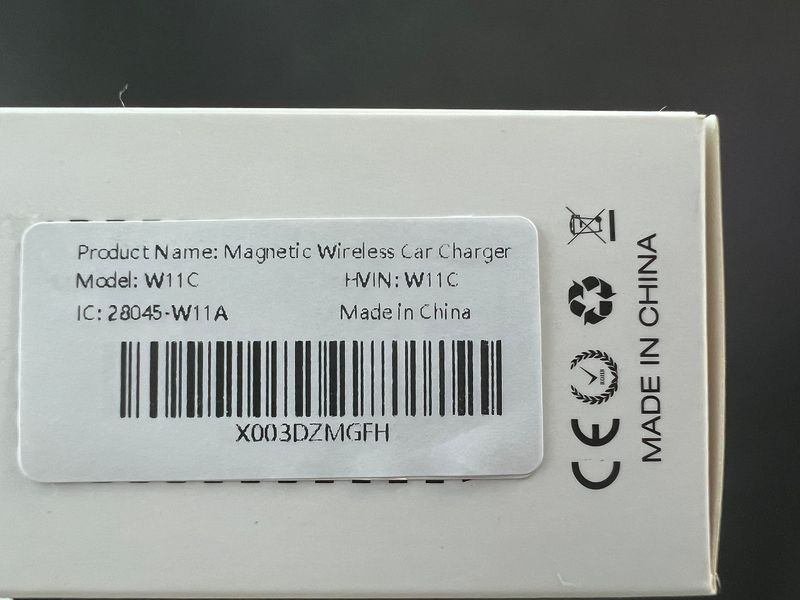 Product Name: Magnetic Wireless Car Charger
Model: W11C HVIN: W11C
IC: 28045-W11A Made in China
X003DZMGFH
MADE IN CHINA
CE